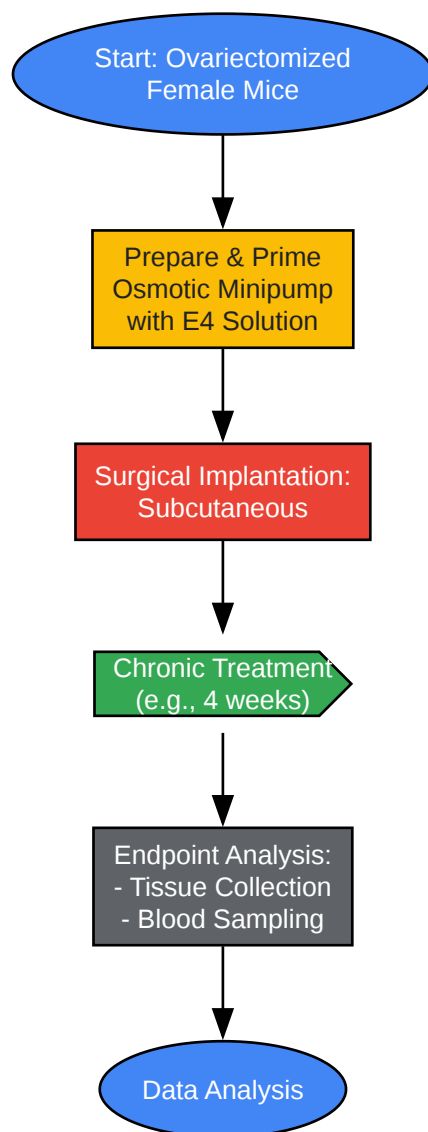 Start: Ovariectomized
Female Mice
Prepare & Prime
Osmotic Minipump
with E4 Solution
Surgical Implantation:
Subcutaneous
Chronic Treatment
(e.g., 4 weeks)
Endpoint Analysis:
- Tissue Collection
- Blood Sampling
Data Analysis